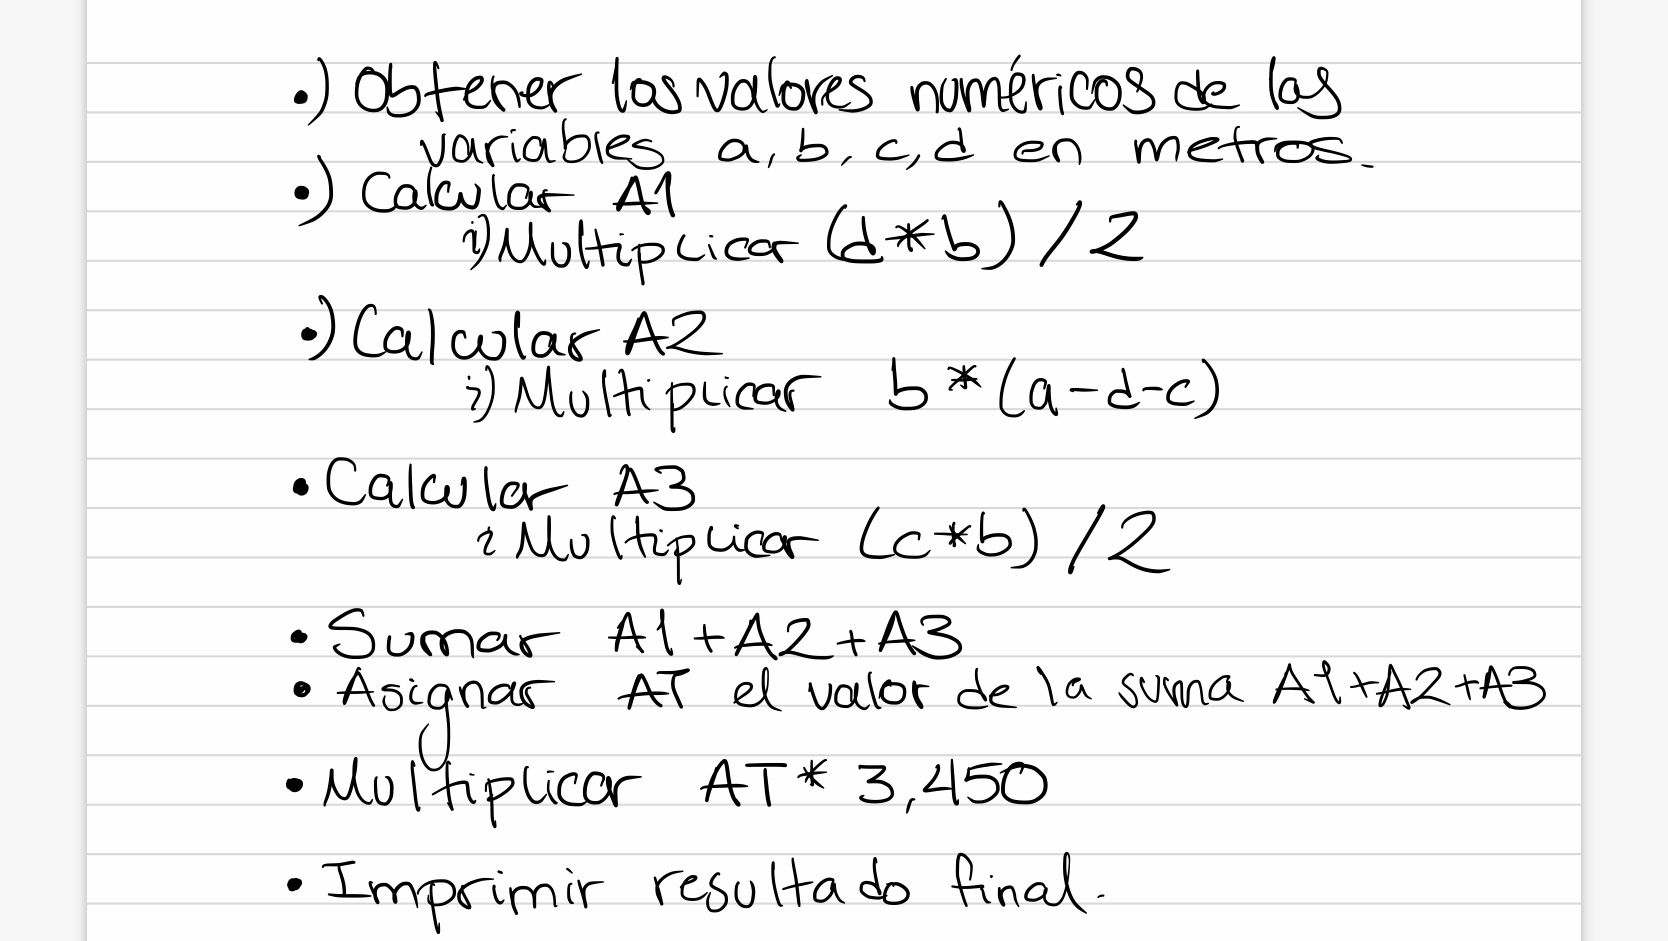 •) Obtener los valores numéricos de las
variables a, b, c, d en metros.
•) Calcular A1
i) Multiplicar (d*b) / 2
•) Calcular A2
i) Multiplicar b*(a-d-c)
• Calcular A3
i Multiplicar (c*b) / 2
• Sumar A1+A2+A3
• Asignar AT el valor de la suma A1+A2+A3
• Multiplicar AT * 3,450
• Imprimir resultado final.